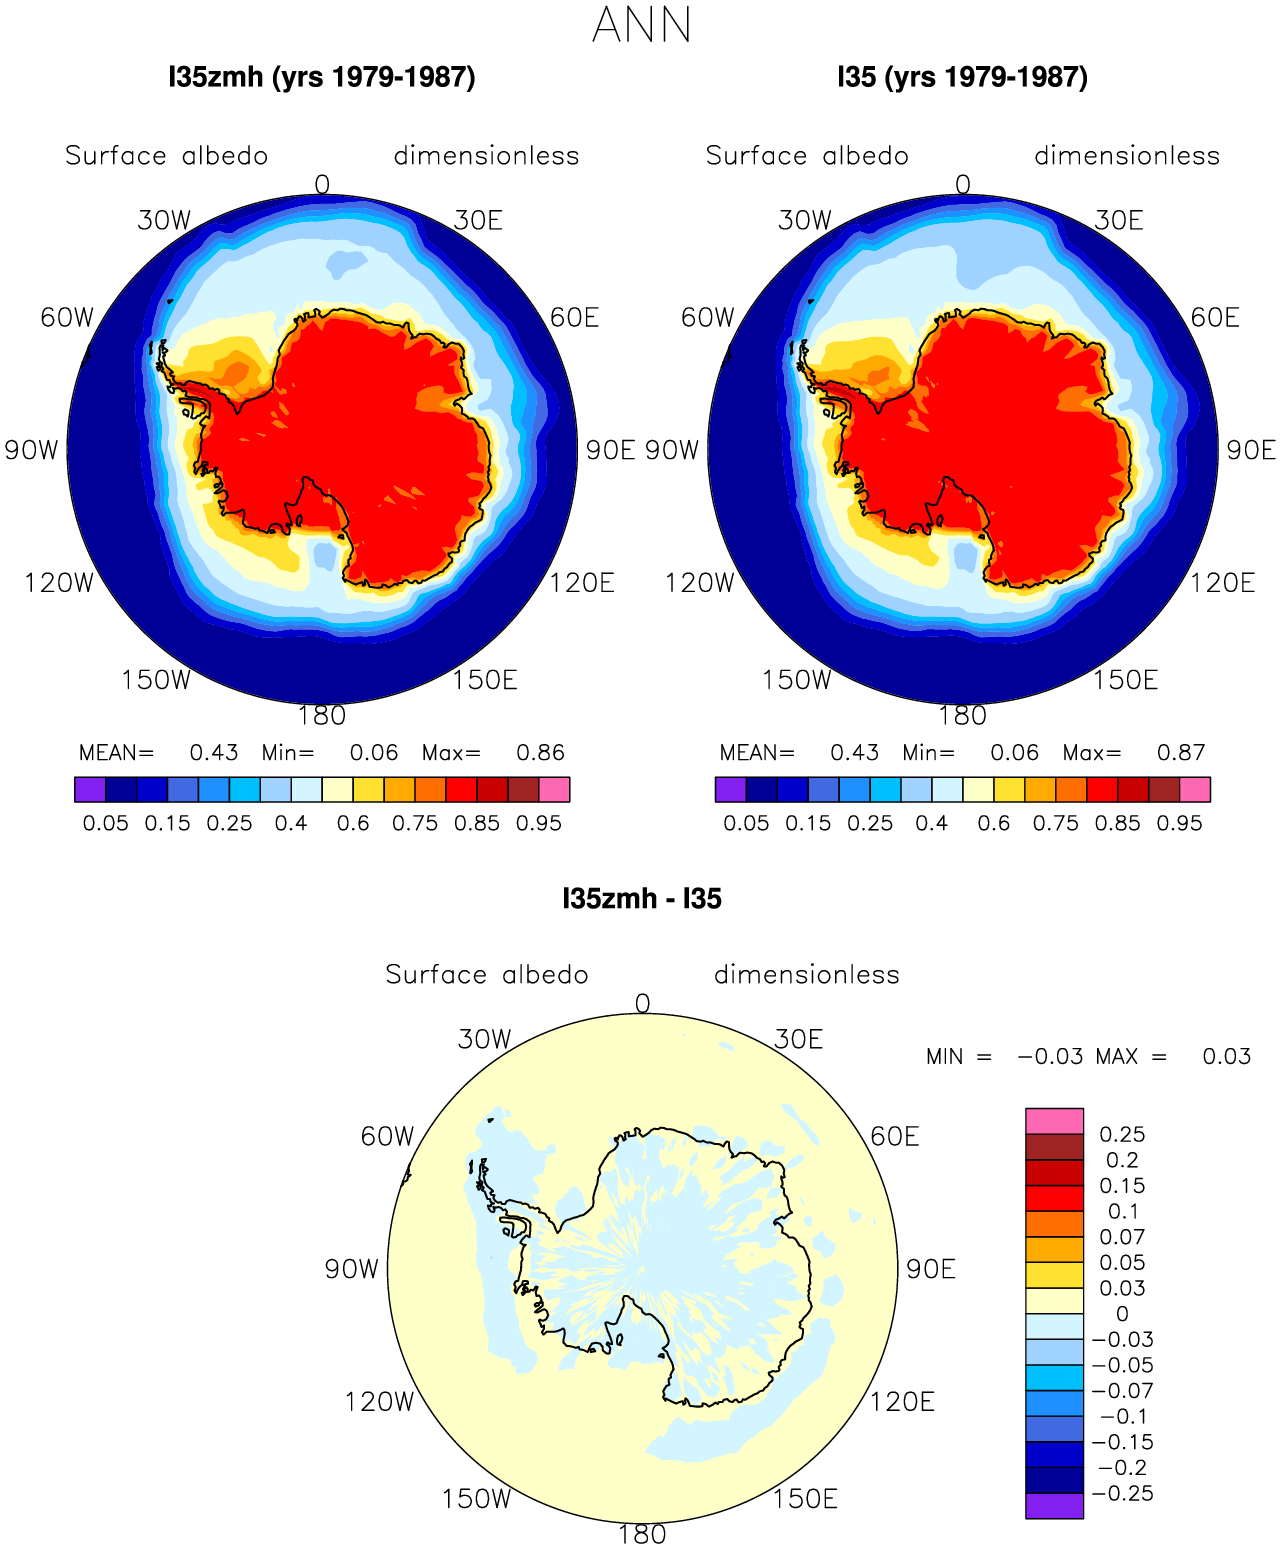 ANN
I35zmh (yrs 1979-1987)
I35 (yrs 1979-1987)
Surface albedo dimensionless
Surface albedo dimensionless
0
30W 30E
60W 60E
90W 90E
120W 120E
150W 150E
180
0
30W 30E
60W 60E
90W 90E
120W 120E
150W 150E
180
MEAN= 0.43 Min= 0.06 Max= 0.86
0.05 0.15 0.25 0.4 0.6 0.75 0.85 0.95
MEAN= 0.43 Min= 0.06 Max= 0.87
0.05 0.15 0.25 0.4 0.6 0.75 0.85 0.95
I35zmh - I35
Surface albedo dimensionless
0
30W 30E
60W 60E
90W 90E
120W 120E
150W 150E
180
MIN = -0.03 MAX = 0.03
0.25
0.2
0.15
0.1
0.07
0.05
0.03
0
-0.03
-0.05
-0.07
-0.1
-0.15
-0.2
-0.25